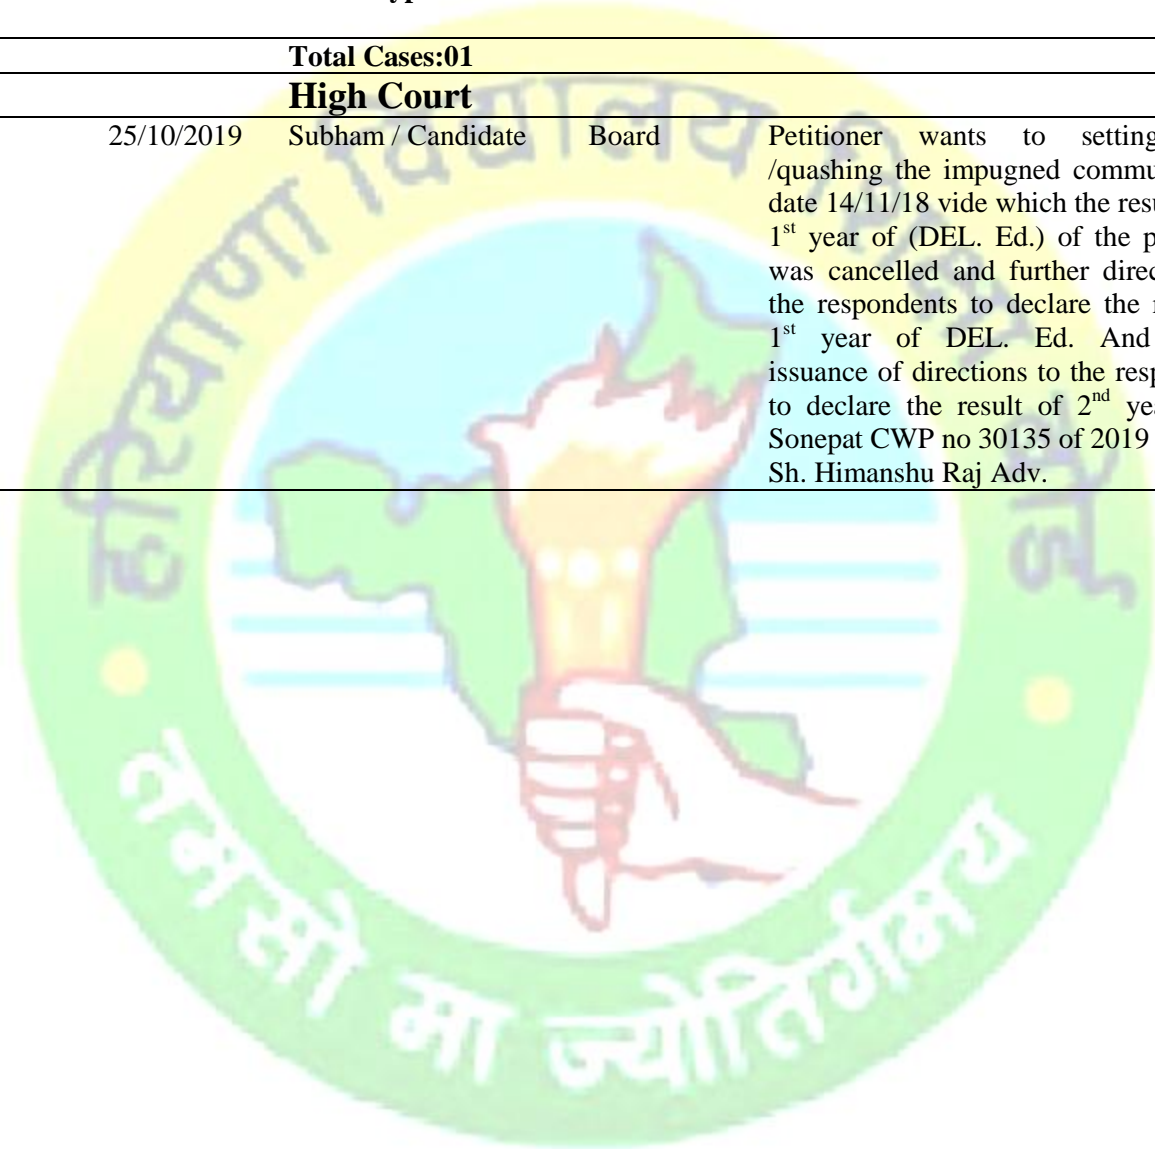 Total Cases:01
High Court
25/10/2019 Subham / Candidate Board Petitioner wants to setting
/quashing the impugned commu
date 14/11/18 vide which the resu
1st year of (DEL. Ed.) of the p
was cancelled and further direc
the respondents to declare the r
1st year of DEL. Ed. And
issuance of directions to the resp
to declare the result of 2nd yea
Sonepat CWP no 30135 of 2019
Sh. Himanshu Raj Adv.
हरियाणा विद्यालय शिक्षा बोर्ड
तमसो मा ज्योतिर्गमय